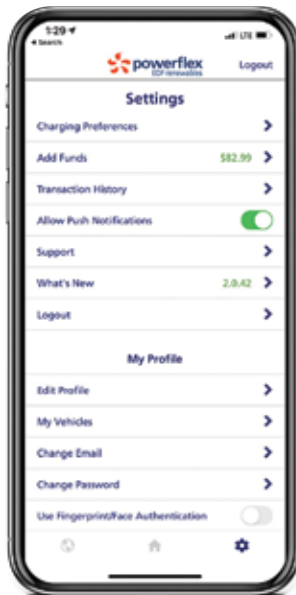 1:29
Search
LTE
powerflex
EDF renewables
Logout
Settings
Charging Preferences
Add Funds $82.99
Transaction History
Allow Push Notifications
Support
What's New 2.0.42
Logout
My Profile
Edit Profile
My Vehicles
Change Email
Change Password
Use Fingerprint/Face Authentication